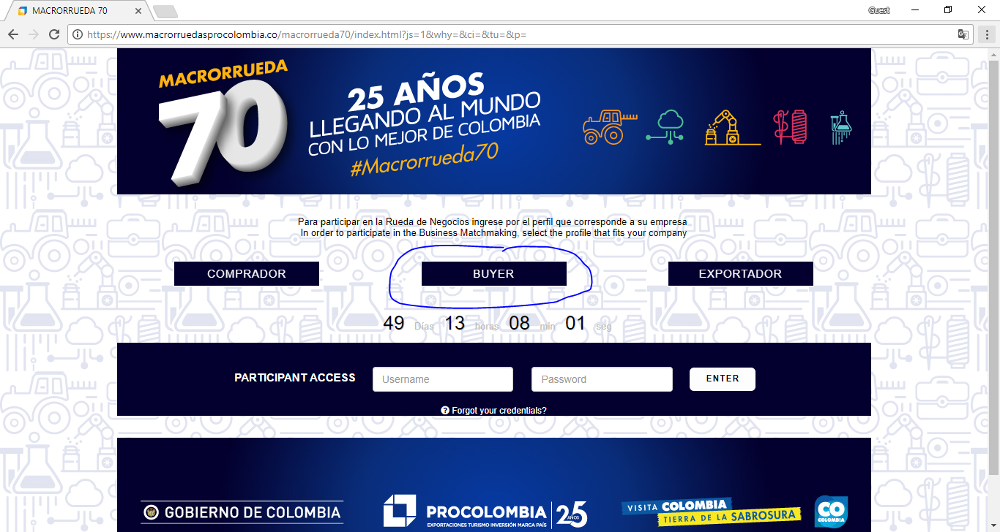 MACRORRUEDA 70
Guest
https://www.macrorruedasprocolombia.co/macrorrueda70/index.html?js=1&why=&ci=&tu=&p=
MACRORRUEDA
70
25 AÑOS
LLEGANDO AL MUNDO
CON LO MEJOR DE COLOMBIA
#Macrorrueda70
Para participar en la Rueda de Negocios ingrese por el perfil que corresponde a su empresa
In order to participate in the Business Matchmaking, select the profile that fits your company
COMPRADOR
BUYER
EXPORTADOR
49 Días 13 horas 08 min 01 seg
PARTICIPANT ACCESS
Username
Password
ENTER
Forgot your credentials?
GOBIERNO DE COLOMBIA
PROCOLOMBIA
EXPORTACIONES TURISMO INVERSIÓN MARCA PAÍS
25
AÑOS
VISITA COLOMBIA
TIERRA DE LA SABROSURA
CO
COLOMBIA